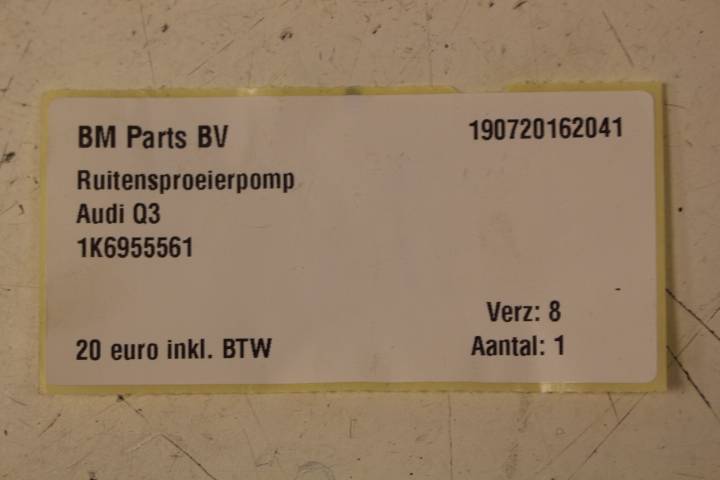 BM Parts BV
190720162041
Ruitensproeierpomp
Audi Q3
1K6955561
Verz: 8
20 euro inkl. BTW
Aantal: 1